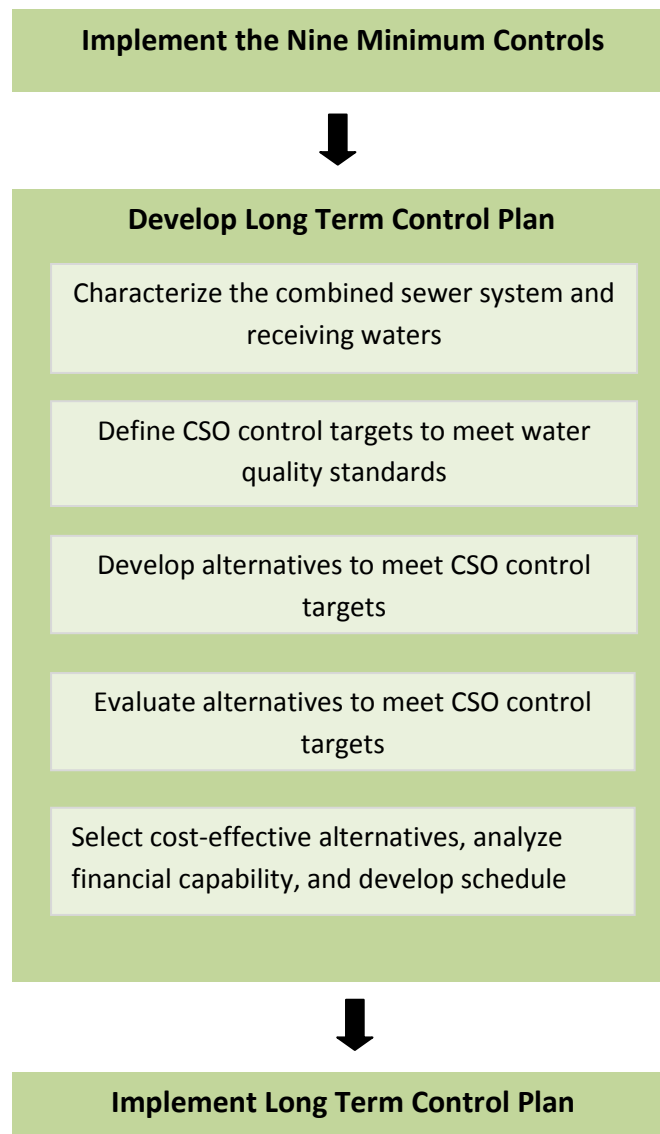 Implement the Nine Minimum Controls
Develop Long Term Control Plan
Characterize the combined sewer system and
receiving waters
Define CSO control targets to meet water
quality standards
Develop alternatives to meet CSO control
targets
Evaluate alternatives to meet CSO control
targets
Select cost-effective alternatives, analyze
financial capability, and develop schedule
Implement Long Term Control Plan